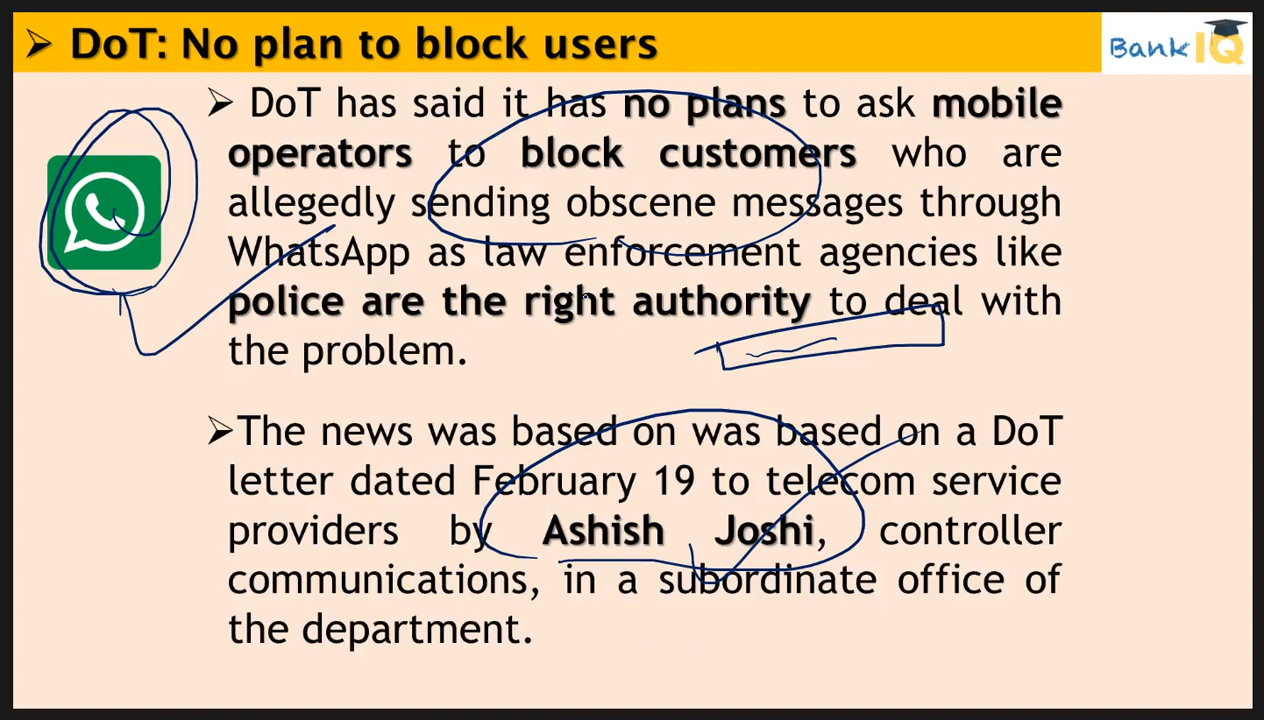 ➤ DoT: No plan to block users
Bank IQ
➤ DoT has said it has no plans to ask mobile
operators to block customers who are
allegedly sending obscene messages through
WhatsApp as law enforcement agencies like
police are the right authority to deal with
the problem.
➤The news was based on was based on a DoT
letter dated February 19 to telecom service
providers by Ashish Joshi, controller
communications, in a subordinate office of
the department.